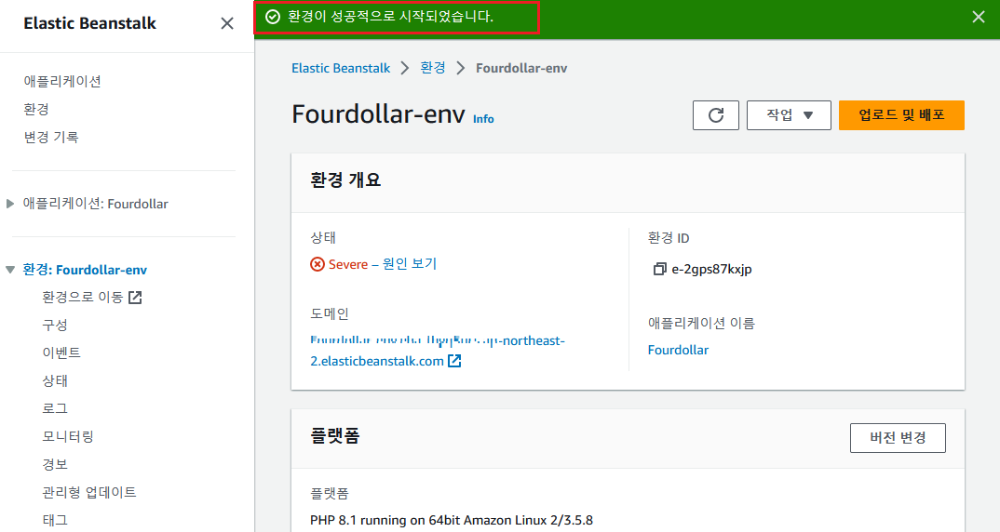 Elastic Beanstalk
환경이 성공적으로 시작되었습니다.
애플리케이션
환경
변경 기록
애플리케이션: Fourdollar
환경: Fourdollar-env
환경으로 이동
구성
이벤트
상태
로그
모니터링
경보
관리형 업데이트
태그
Elastic Beanstalk
환경
Fourdollar-env
Fourdollar-env Info
작업
업로드 및 배포
환경 개요
상태
Severe – 원인 보기
환경 ID
e-2gps87kxjp
도메인
-northeast-
2.elasticbeanstalk.com
애플리케이션 이름
Fourdollar
플랫폼
버전 변경
플랫폼
PHP 8.1 running on 64bit Amazon Linux 2/3.5.8